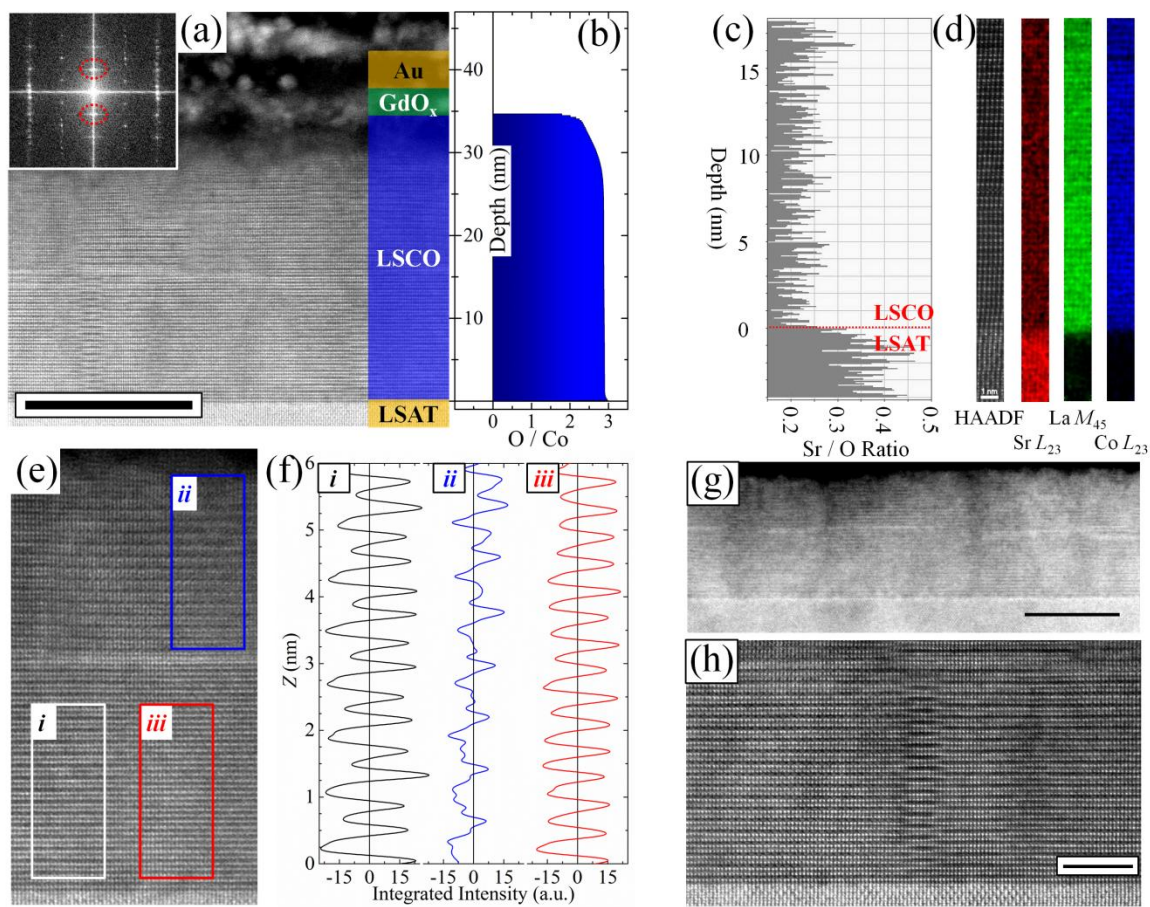 (a)
Au
GdOx
LSCO
LSAT
(b)
Depth (nm)
40
30
20
10
0 1 2 3
O / Co
(c)
Depth (nm)
15
10
5
0
LSCO
LSAT
0.2 0.3 0.4 0.5
Sr / O Ratio
(d)
1 nm
HAADF
Sr L23
La M45
Co L23
(e)
ii
i
iii
(f)
i ii iii
Z (nm)
6
5
4
3
2
1
0
-15 0 15 -15 0 15 -15 0 15
Integrated Intensity (a.u.)
(g)
(h)